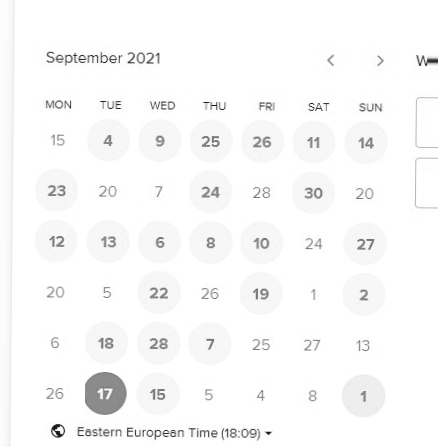 September 2021
MON TUE WED THU FRI SAT SUN
15 4 9 25 26 11 14
23 20 7 24 28 30 20
12 13 6 8 10 24 27
20 5 22 26 19 1 2
6 18 28 7 25 27 13
26 17 15 5 4 8 1
Eastern European Time (18:09)